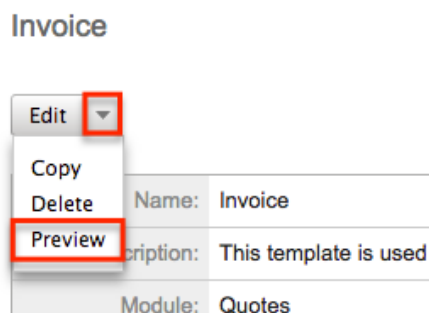 Invoice
Edit
Copy
Delete
Preview
Name: Invoice
cription: This template is used
Module: Quotes